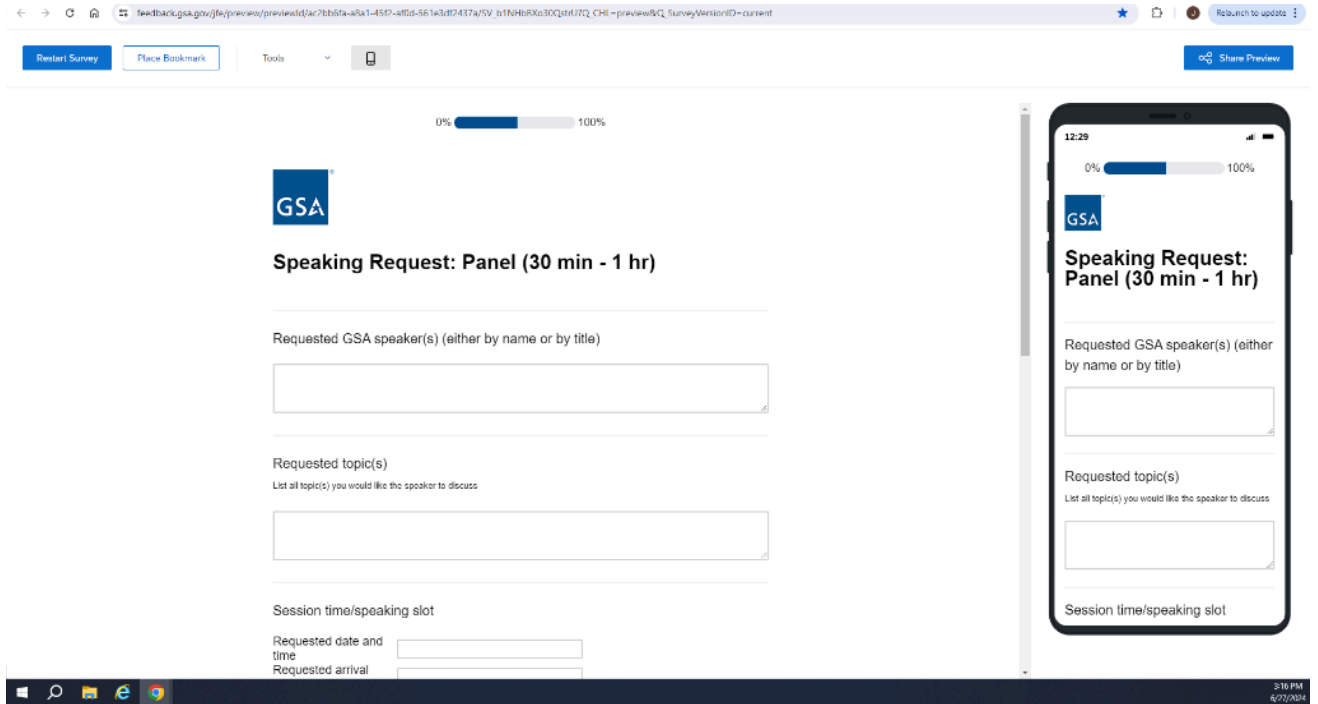 Relaunch to update
Restart Survey
Place Bookmark
Tools
Share Preview
0% 100%
GSA
Speaking Request: Panel (30 min - 1 hr)
Requested GSA speaker(s) (either by name or by title)
Requested topic(s)
List all topic(s) you would like the speaker to discuss
Session time/speaking slot
Requested date and
time
Requested arrival
12:29
0% 100%
GSA
Speaking Request:
Panel (30 min - 1 hr)
Requested GSA speaker(s) (either
by name or by title)
Requested topic(s)
List all topic(s) you would like the speaker to discuss
Session time/speaking slot
3:16 PM
6/27/2024